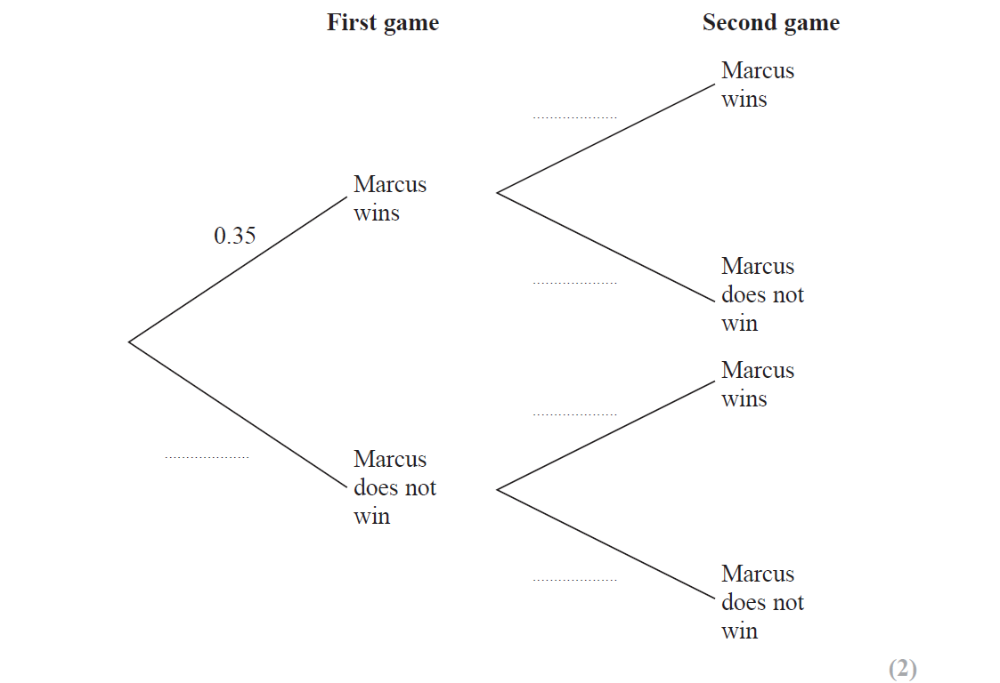 First game
Second game
Marcus
wins
....................
Marcus
wins
0.35
Marcus
does not
win
....................
Marcus
wins
....................
Marcus
does not
win
....................
Marcus
does not
win
....................
(2)